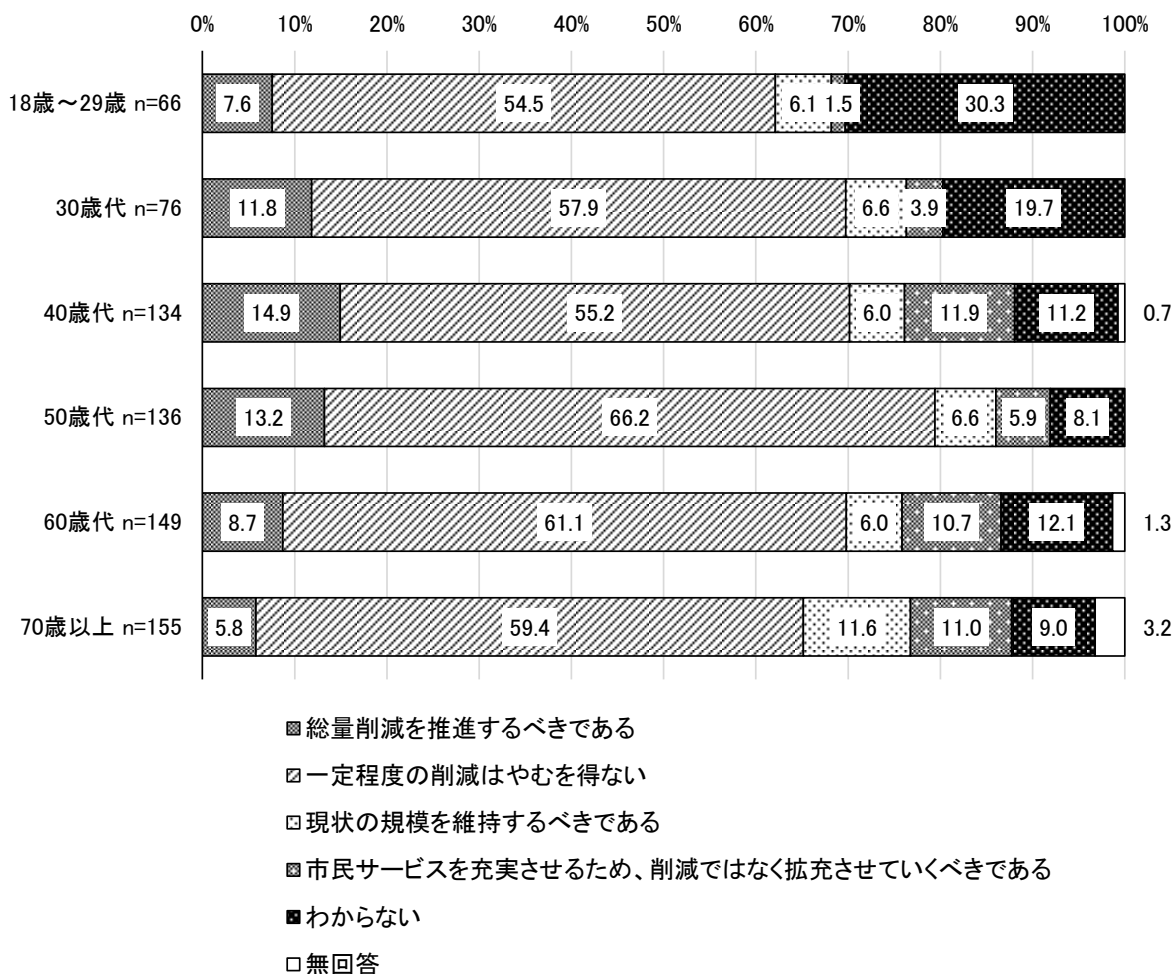 0% 10% 20% 30% 40% 50% 60% 70% 80% 90% 100%
18歳～29歳 n=66 7.6 54.5 6.1 1.5 30.3
30歳代 n=76 11.8 57.9 6.6 3.9 19.7
40歳代 n=134 14.9 55.2 6.0 11.9 11.2 0.7
50歳代 n=136 13.2 66.2 6.6 5.9 8.1
60歳代 n=149 8.7 61.1 6.0 10.7 12.1 1.3
70歳以上 n=155 5.8 59.4 11.6 11.0 9.0 3.2
総量削減を推進するべきである
一定程度の削減はやむを得ない
現状の規模を維持するべきである
市民サービスを充実させるため、削減ではなく拡充させていくべきである
わからない
無回答